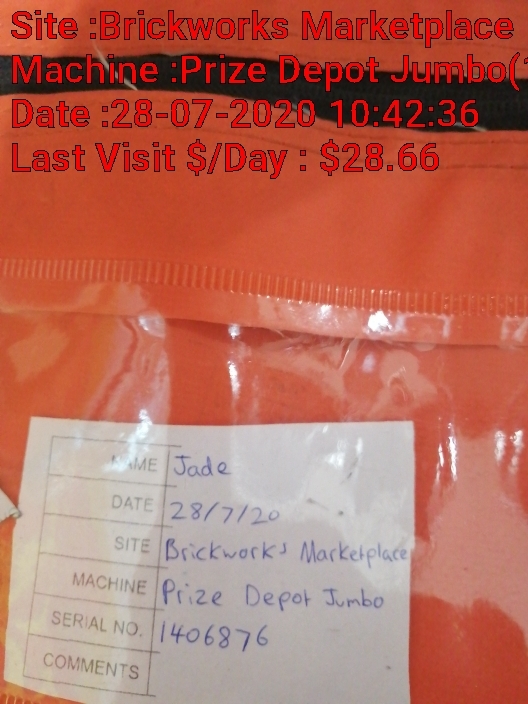 Site :Brickworks Marketplace
Machine :Prize Depot Jumbo(
Date :28-07-2020 10:42:36
Last Visit $/Day : $28.66
NAME Jade
DATE 28/7/20
SITE Brickworks Marketplace
MACHINE Prize Depot Jumbo
SERIAL NO. 1406876
COMMENTS